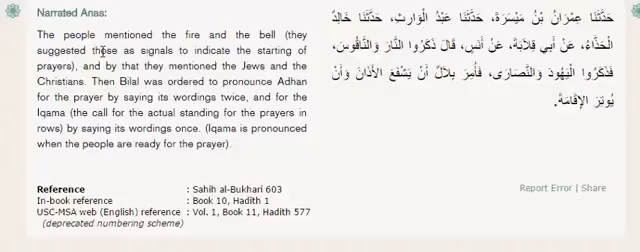 Narrated Anas:
The people mentioned the fire and the bell (they
suggested those as signals to indicate the starting of
prayers), and by that they mentioned the Jews and the
Christians. Then Bilal was ordered to pronounce Adhan
for the prayer by saying its wordings twice, and for the
Iqama (the call for the actual standing for the prayers in
rows) by saying its wordings once. (Iqama is pronounced
when the people are ready for the prayer).
حَدَّثَنَا عِمْرَانُ بْنُ مَيْسَرَةَ، حَدَّثَنَا عَبْدُ الْوَارِثِ، حَدَّثَنَا خَالِدٌ
الْحَذَّاءُ، عَنْ أَبِي قِلاَبَةَ، عَنْ أَنَسٍ، قَالَ ذَكَرُوا النَّارَ وَالنَّاقُوسَ،
فَذَكَرُوا الْيَهُودَ وَالنَّصَارَى، فَأُمِرَ بِلاَلٌ أَنْ يَشْفَعَ الأَذَانَ وَأَنْ
يُوتِرَ الإِقَامَةَ‏.‏
Reference : Sahih al-Bukhari 603
In-book reference : Book 10, Hadith 1
USC-MSA web (English) reference : Vol. 1, Book 11, Hadith 577
(deprecated numbering scheme)
Report Error | Share